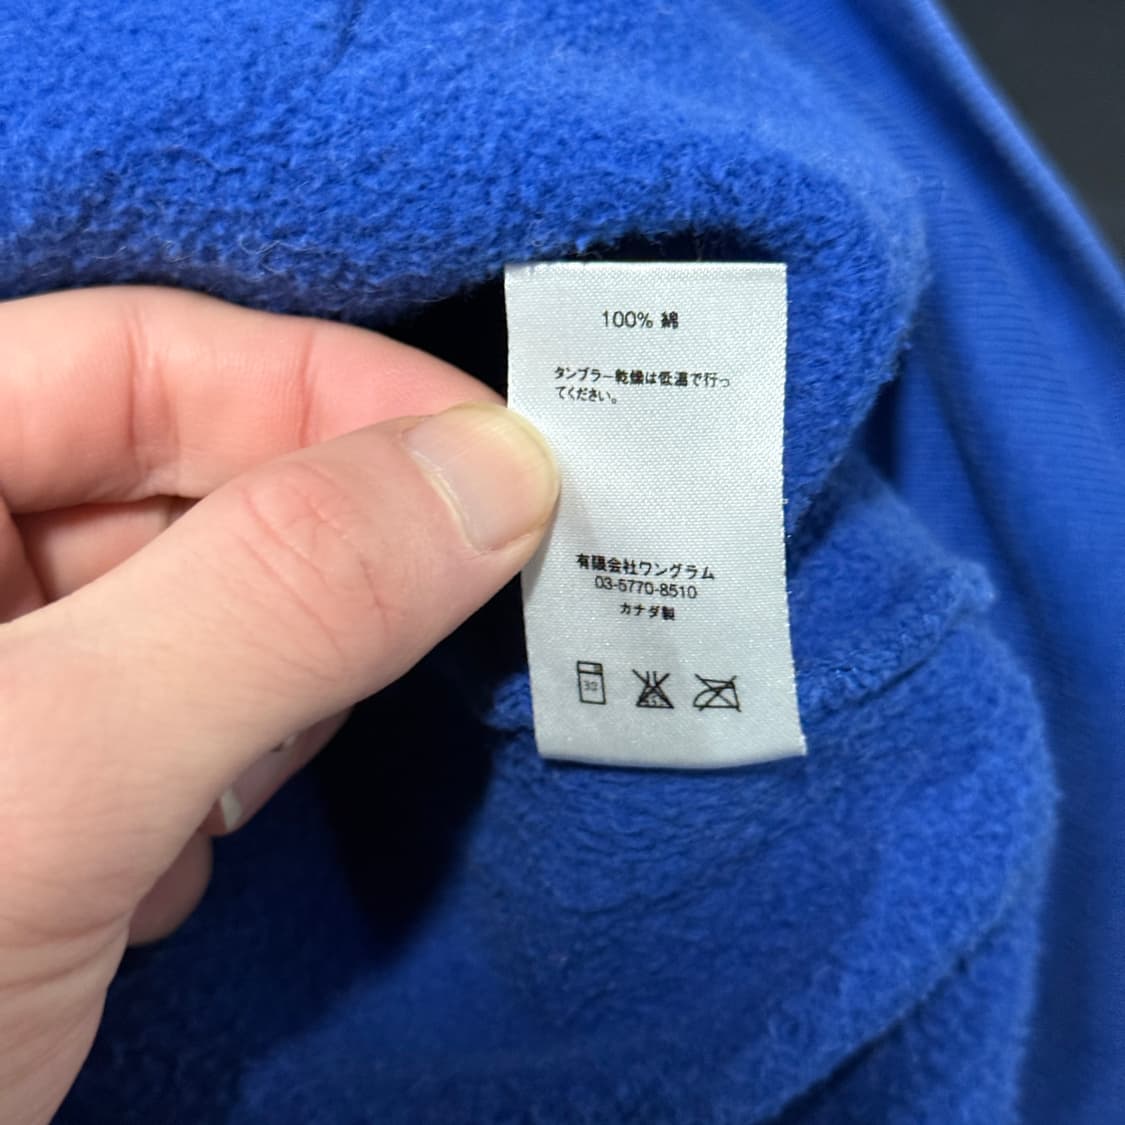 100% 綿
タンブラー乾燥は低温で行っ
てください。
有限会社ワングラム
03-5770-8510
カナダ製
30